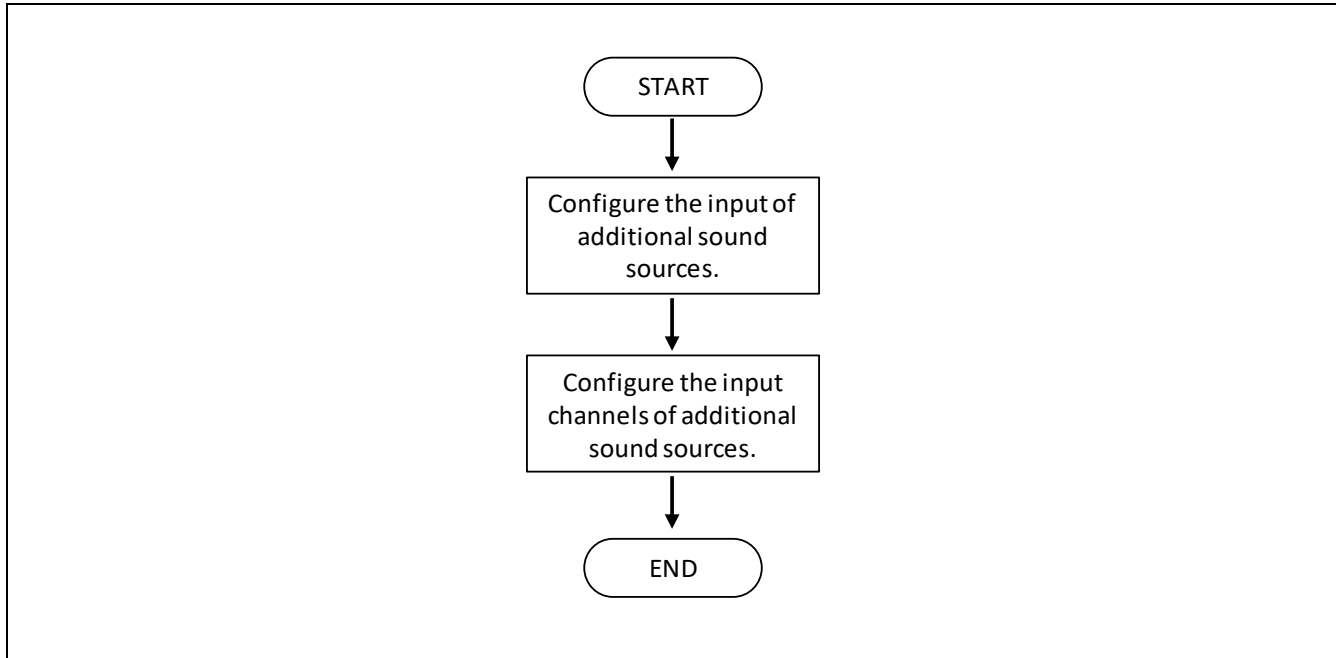 START
Configure the input of
additional sound
sources.
Configure the input
channels of additional
sound sources.
END